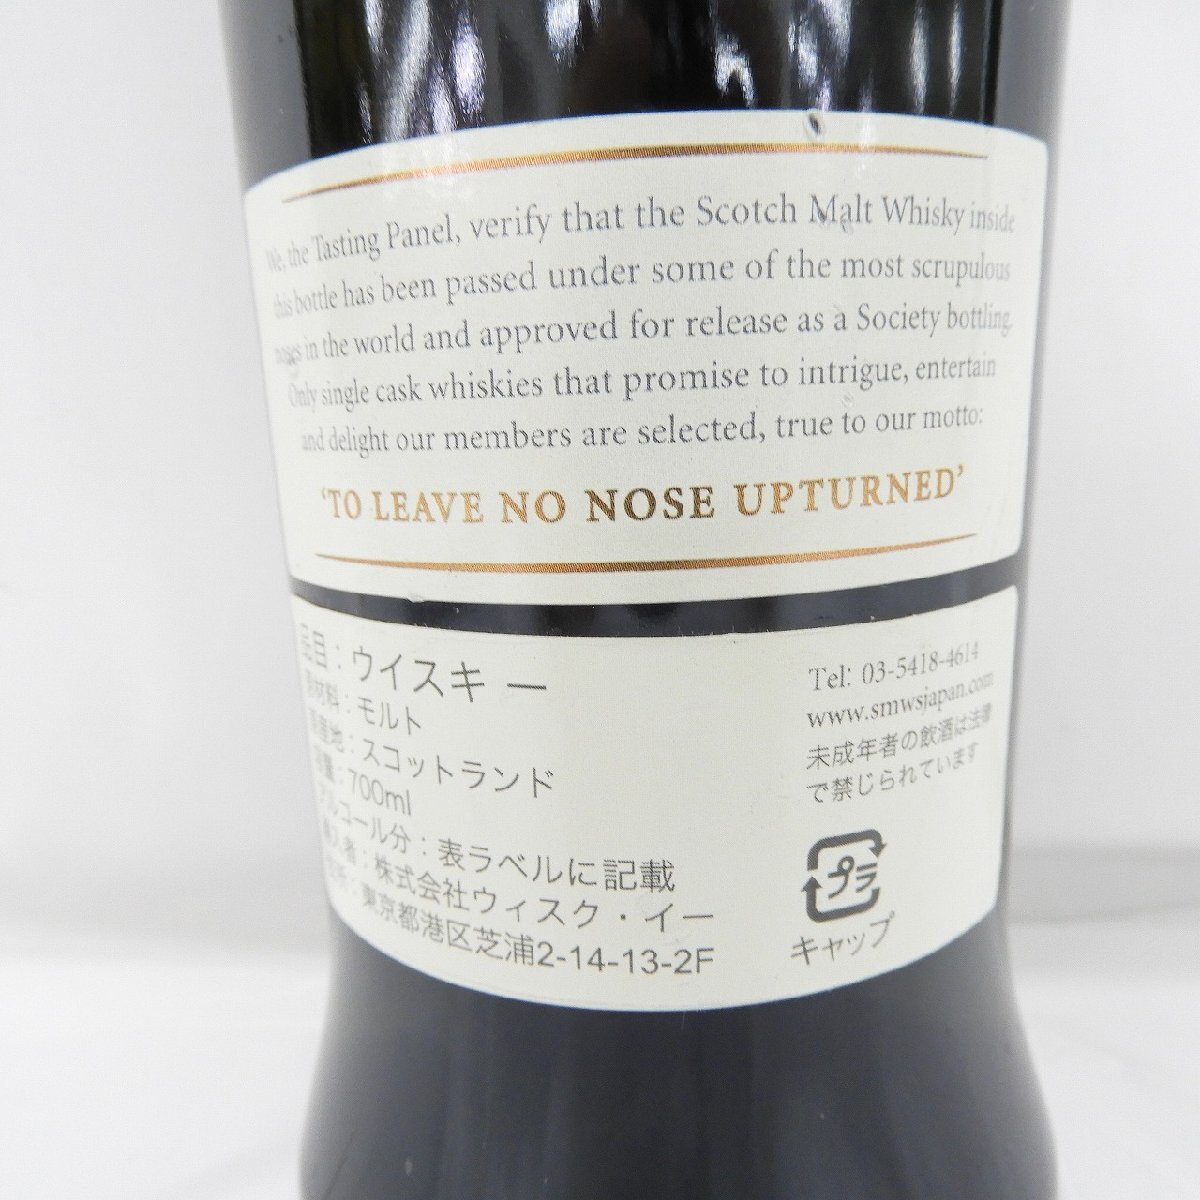 We, the Tasting Panel, verify that the Scotch Malt Whisky inside
this bottle has been passed under some of the most scrupulous
noses in the world and approved for release as a Society bottling.
Only single cask whiskies that promise to intrigue, entertain
and delight our members are selected, true to our motto:
‘TO LEAVE NO NOSE UPTURNED’
品目：ウイスキー
原材料：モルト
原産地：スコットランド
容量：700ml
アルコール分：表ラベルに記載
輸入者：株式会社ウィスク・イー
東京都港区芝浦2-14-13-2F
Tel: 03-5418-4614
www.smwsjapan.com
未成年者の飲酒は法律
で禁じられています
プラ
キャップ